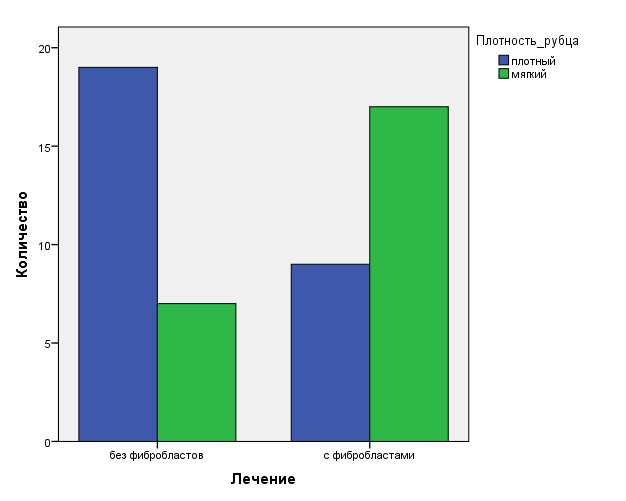 Плотность_рубца
плотный
мягкий
Количество
20
15
10
5
0
без фибробластов
с фибробластами
Лечение